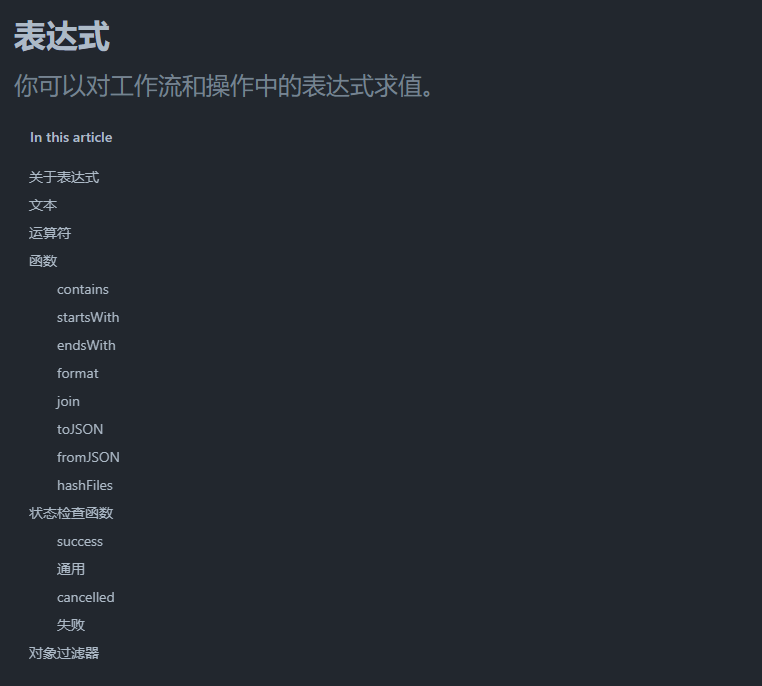 表达式
你可以对工作流和操作中的表达式求值。
In this article
关于表达式
文本
运算符
函数
contains
startsWith
endsWith
format
join
toJSON
fromJSON
hashFiles
状态检查函数
success
通用
cancelled
失败
对象过滤器